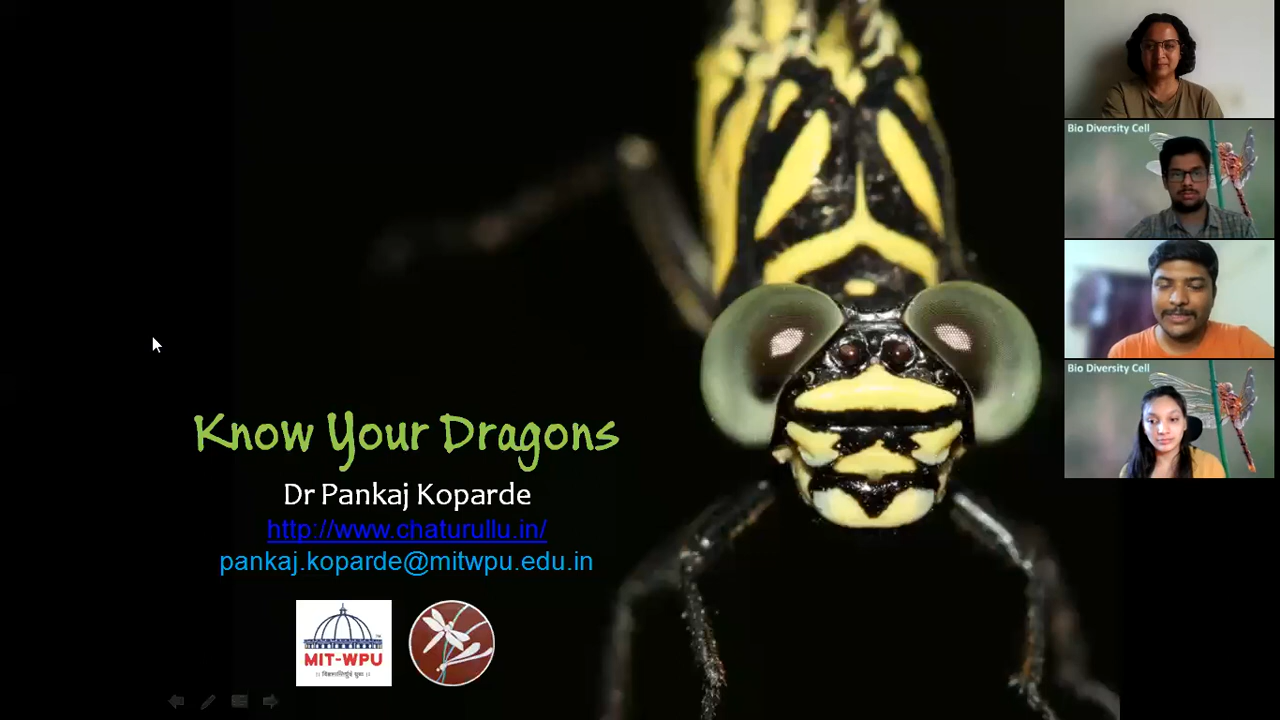 Know Your Dragons
Dr Pankaj Koparde
http://www.chaturullu.in/
pankaj.koparde@mitwpu.edu.in
MIT-WPU
Bio Diversity Cell
Bio Diversity Cell